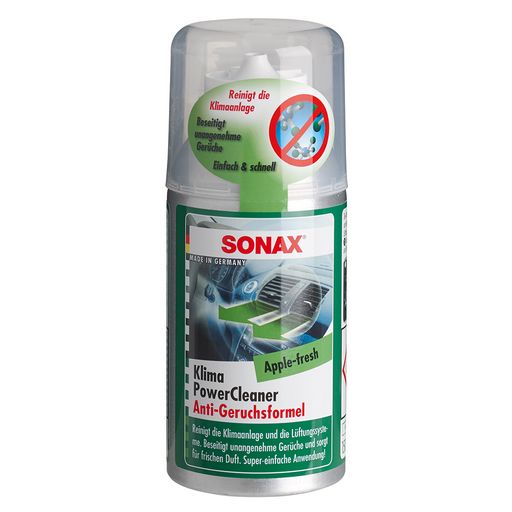 Reinigt die
Klimaanlage
Beseitigt
unangenehme
Gerüche
Einfach & schnell
SONAX®
MADE IN GERMANY
Apple-fresh
Klima
PowerCleaner
Anti-Geruchsformel
Reinigt die Klimaanlage und die Lüftungssyste-
me. Beseitigt unangenehme Gerüche und sorgt
für frischen Duft. Super-einfache Anwendung!